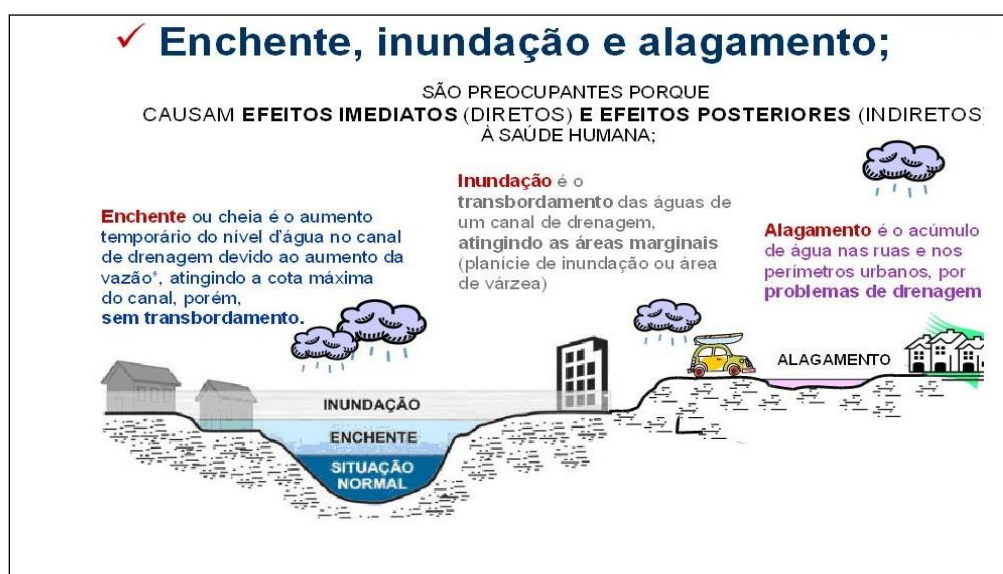 ✓ Enchente, inundação e alagamento;
SÃO PREOCUPANTES PORQUE
CAUSAM EFEITOS IMEDIATOS (DIRETOS) E EFEITOS POSTERIORES (INDIRETOS)
À SAÚDE HUMANA;
Enchente ou cheia é o aumento
temporário do nível d'água no canal
de drenagem devido ao aumento da
vazão*, atingindo a cota máxima
do canal, porém,
sem transbordamento.
Inundação é o
transbordamento das águas de
um canal de drenagem,
atingindo as áreas marginais
(planície de inundação ou área
de várzea)
Alagamento é o acúmulo
de água nas ruas e nos
perímetros urbanos, por
problemas de drenagem
INUNDAÇÃO
ENCHENTE
SITUAÇÃO
NORMAL
ALAGAMENTO